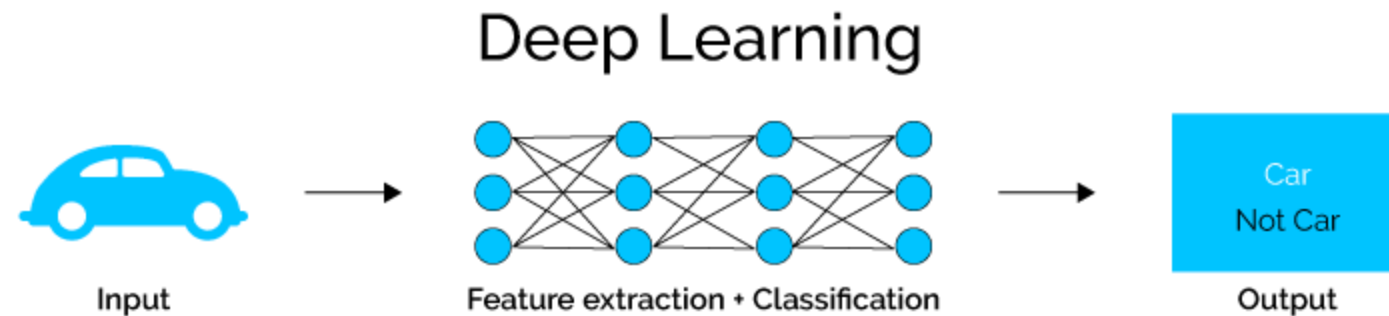 Deep Learning
Car
Not Car
Input
Feature extraction + Classification
Output